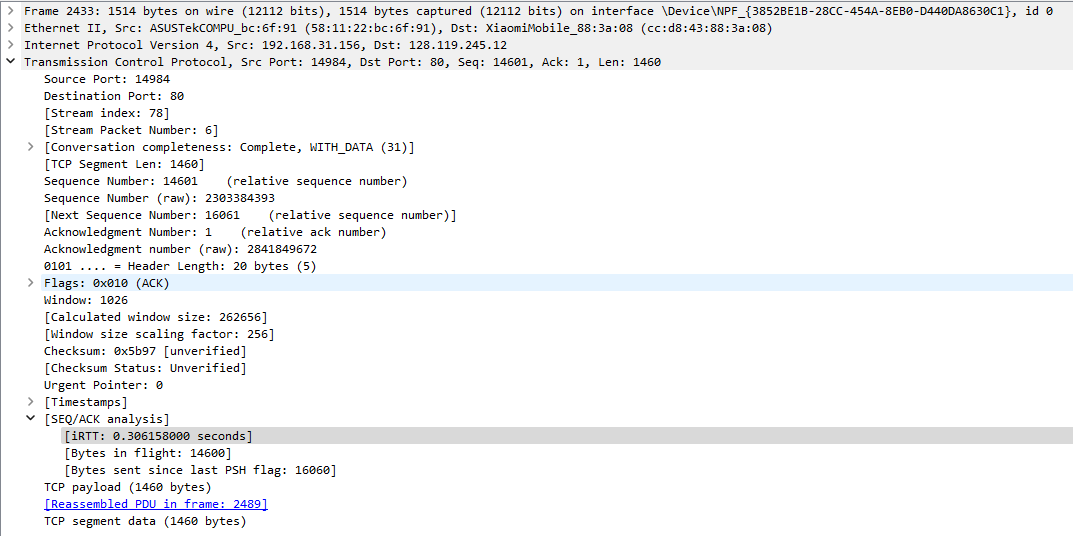 Frame 2433: 1514 bytes on wire (12112 bits), 1514 bytes captured (12112 bits) on interface \Device\NPF_{3852BE1B-28CC-454A-8EB0-D440DA8630C1}, id 0
Ethernet II, Src: ASUSTekCOMPU_bc:6f:91 (58:11:22:bc:6f:91), Dst: XiaomiMobile_88:3a:08 (cc:d8:43:88:3a:08)
Internet Protocol Version 4, Src: 192.168.31.156, Dst: 128.119.245.12
Transmission Control Protocol, Src Port: 14984, Dst Port: 80, Seq: 14601, Ack: 1, Len: 1460
Source Port: 14984
Destination Port: 80
[Stream index: 78]
[Stream Packet Number: 6]
[Conversation completeness: Complete, WITH_DATA (31)]
[TCP Segment Len: 1460]
Sequence Number: 14601    (relative sequence number)
Sequence Number (raw): 2303384393
[Next Sequence Number: 16061    (relative sequence number)]
Acknowledgment Number: 1    (relative ack number)
Acknowledgment number (raw): 2841849672
0101 .... = Header Length: 20 bytes (5)
Flags: 0x010 (ACK)
Window: 1026
[Calculated window size: 262656]
[Window size scaling factor: 256]
Checksum: 0x5b97 [unverified]
[Checksum Status: Unverified]
Urgent Pointer: 0
[Timestamps]
[SEQ/ACK analysis]
[iRTT: 0.306158000 seconds]
[Bytes in flight: 14600]
[Bytes sent since last PSH flag: 16060]
TCP payload (1460 bytes)
[Reassembled PDU in frame: 2489]
TCP segment data (1460 bytes)